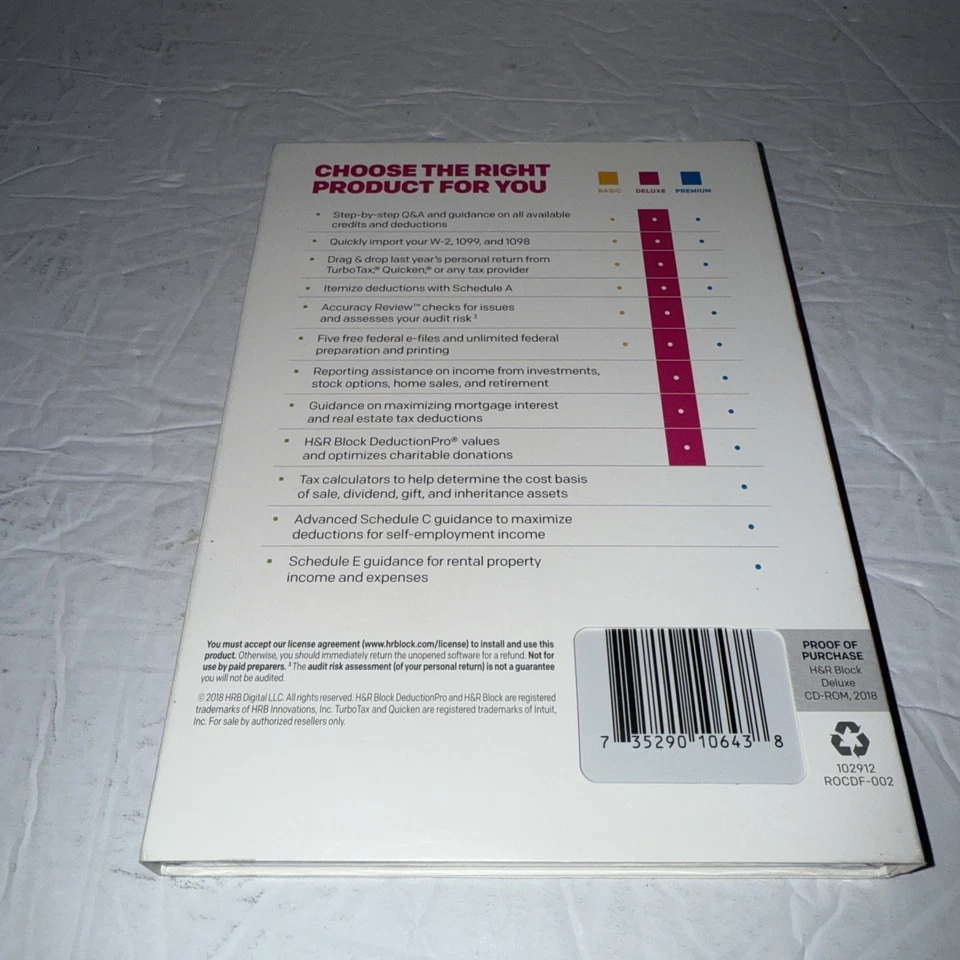 CHOOSE THE RIGHT
PRODUCT FOR YOU
BASIC DELUXE PREMIUM
Step-by-step Q&A and guidance on all available
credits and deductions
Quickly import your W-2, 1099, and 1098
Drag & drop last year's personal return from
TurboTax,® Quicken,® or any tax provider
Itemize deductions with Schedule A
Accuracy Review™ checks for issues
and assesses your audit risk ³
Five free federal e-files and unlimited federal
preparation and printing
Reporting assistance on income from investments,
stock options, home sales, and retirement
Guidance on maximizing mortgage interest
and real estate tax deductions
H&R Block DeductionPro® values
and optimizes charitable donations
Tax calculators to help determine the cost basis
of sale, dividend, gift, and inheritance assets
Advanced Schedule C guidance to maximize
deductions for self-employment income
Schedule E guidance for rental property
income and expenses
You must accept our license agreement (www.hrblock.com/license) to install and use this
product. Otherwise, you should immediately return the unopened software for a refund. Not for
use by paid preparers. ³ The audit risk assessment (of your personal return) is not a guarantee
you will not be audited.
© 2018 HRB Digital LLC. All rights reserved. H&R Block DeductionPro and H&R Block are registered
trademarks of HRB Innovations, Inc. TurboTax and Quicken are registered trademarks of Intuit,
Inc. For sale by authorized resellers only.
7 35290 10643 8
PROOF OF
PURCHASE
H&R Block
Deluxe
CD-ROM, 2018
102912
ROCDF-002